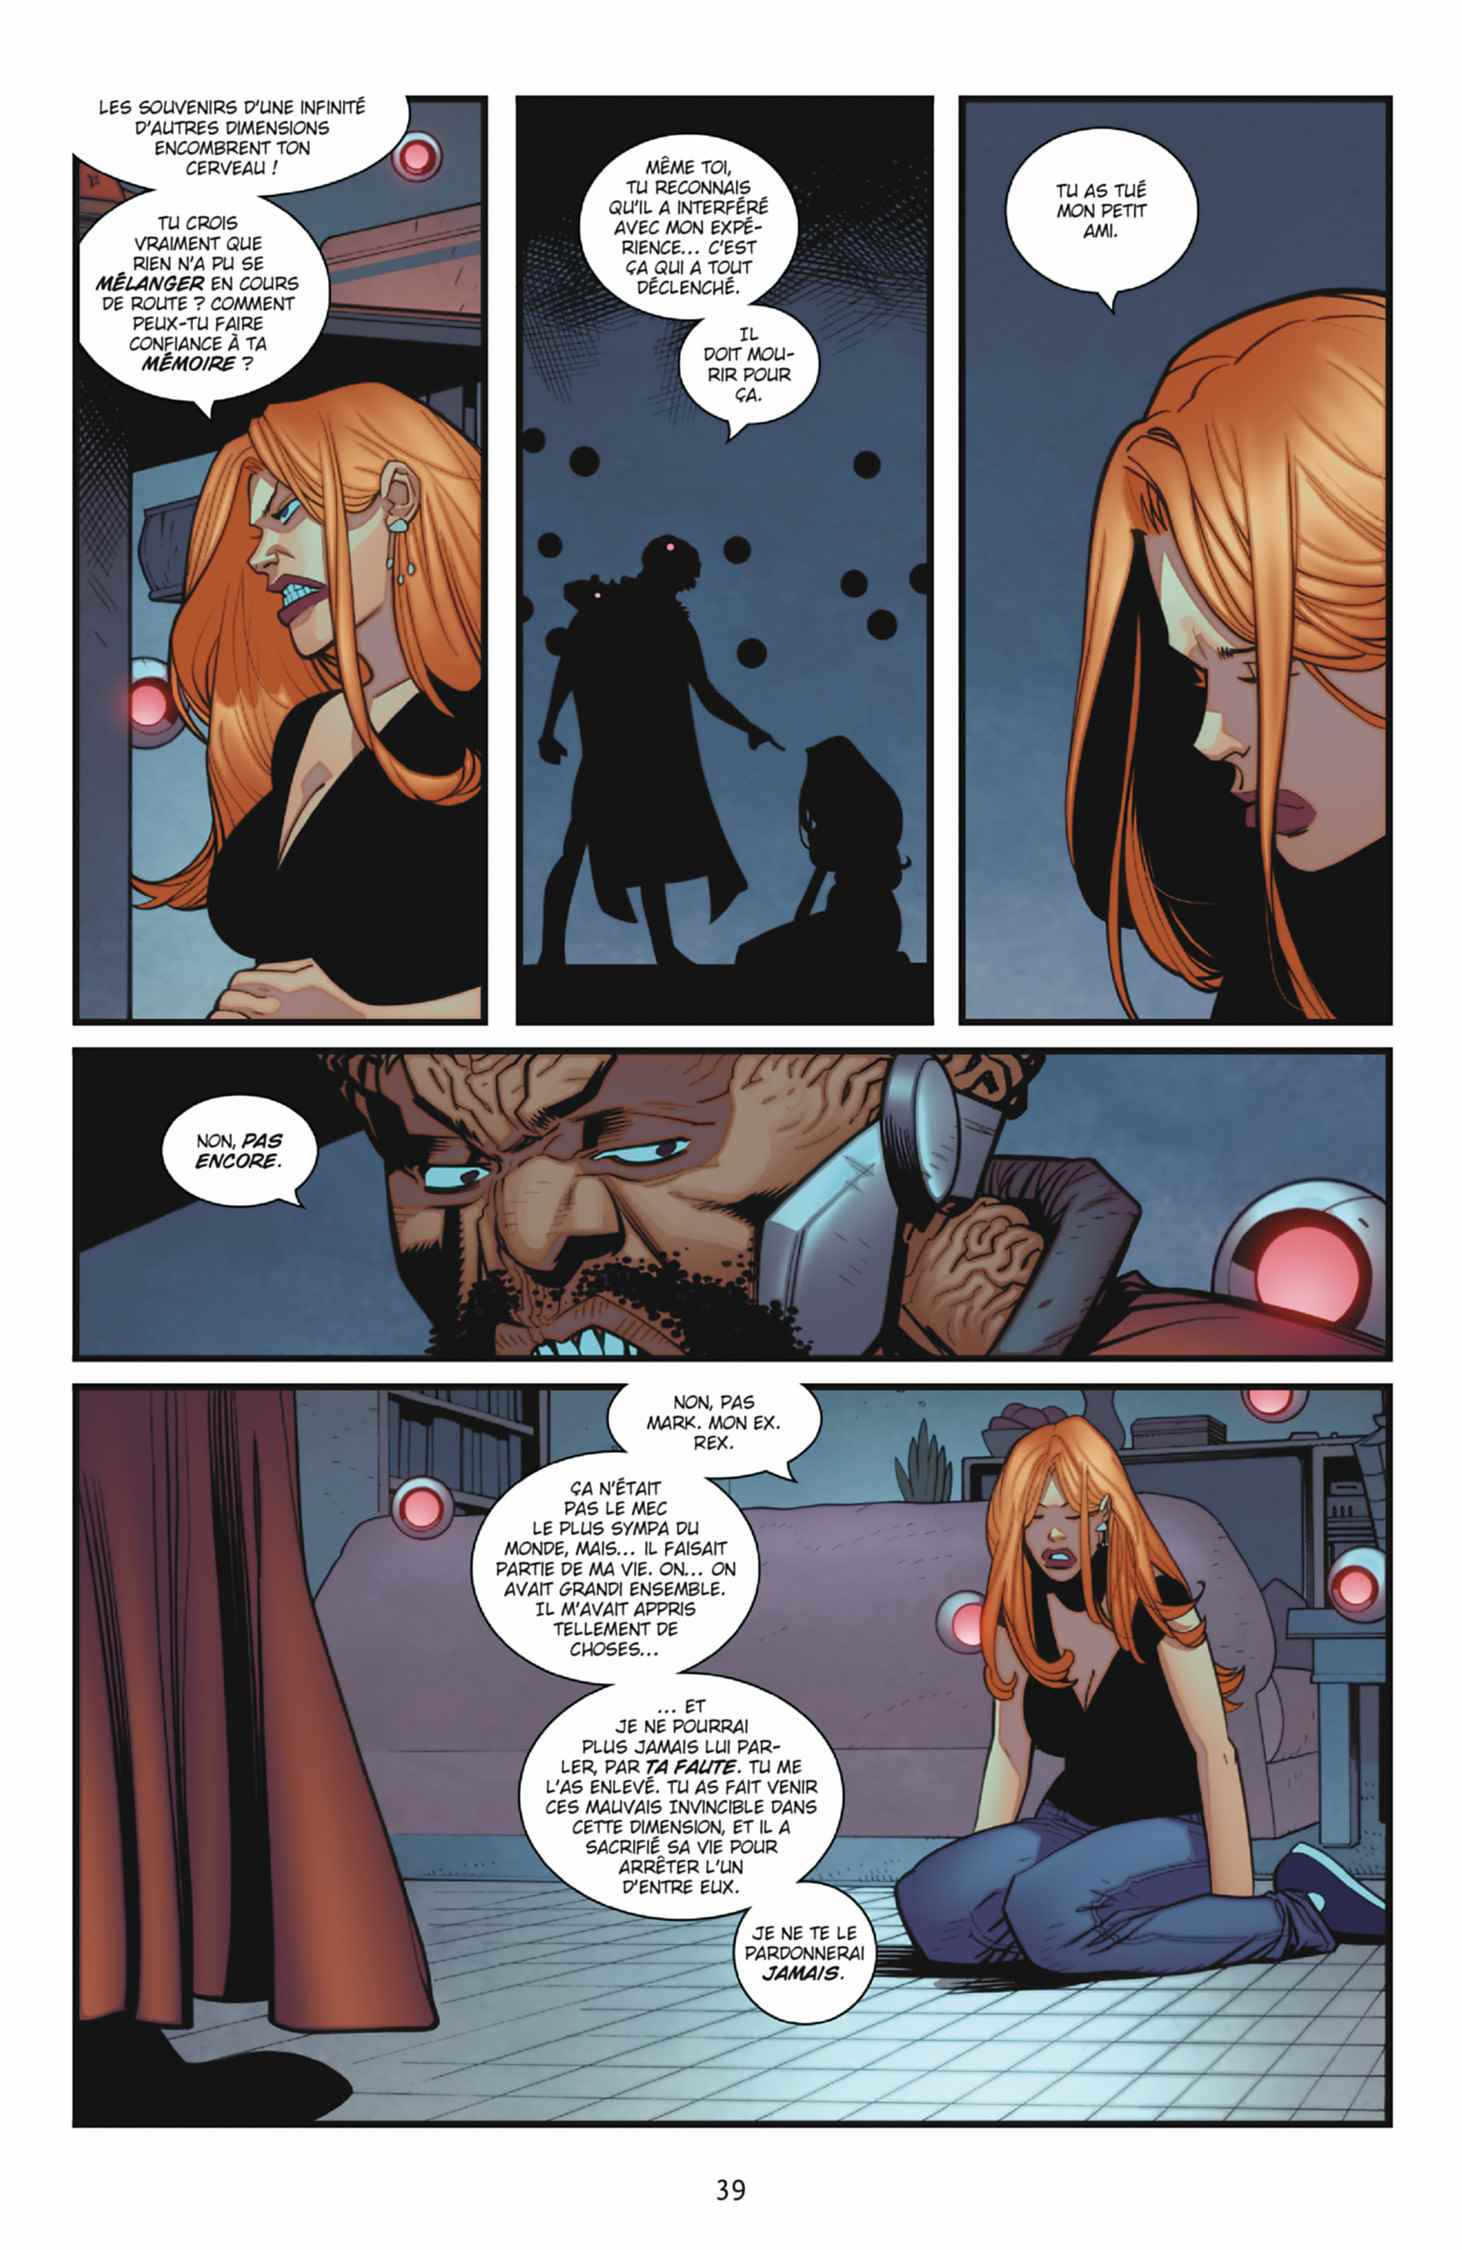 LES SOUVENIRS D'UNE INFINITÉ
D'AUTRES DIMENSIONS
ENCOMBRENT TON
CERVEAU !
TU CROIS
VRAIMENT QUE
RIEN N'A PU SE
MÉLANGER EN COURS
DE ROUTE ? COMMENT
PEUX-TU FAIRE
CONFIANCE À TA
MÉMOIRE ?
MÊME TOI,
TU RECONNAIS
QU'IL A INTERFÉRÉ
AVEC MON EXPÉ-
RIENCE... C'EST
ÇA QUI A TOUT
DÉCLENCHÉ.
IL
DOIT MOU-
RIR POUR
ÇA.
TU AS TUÉ
MON PETIT
AMI.
NON, PAS
ENCORE.
NON, PAS
MARK. MON EX.
REX.
ÇA N'ÉTAIT
PAS LE MEC
LE PLUS SYMPA DU
MONDE, MAIS... IL FAISAIT
PARTIE DE MA VIE. ON... ON
AVAIT GRANDI ENSEMBLE.
IL M'AVAIT APPRIS
TELLEMENT DE
CHOSES...
... ET
JE NE POURRAI
PLUS JAMAIS LUI PAR-
LER, PAR TA FAUTE. TU ME
L'AS ENLEVÉ. TU AS FAIT VENIR
CES MAUVAIS INVINCIBLE DANS
CETTE DIMENSION, ET IL A
SACRIFIÉ SA VIE POUR
ARRÊTER L'UN
D'ENTRE EUX.
JE NE TE LE
PARDONNERAI
JAMAIS.
39